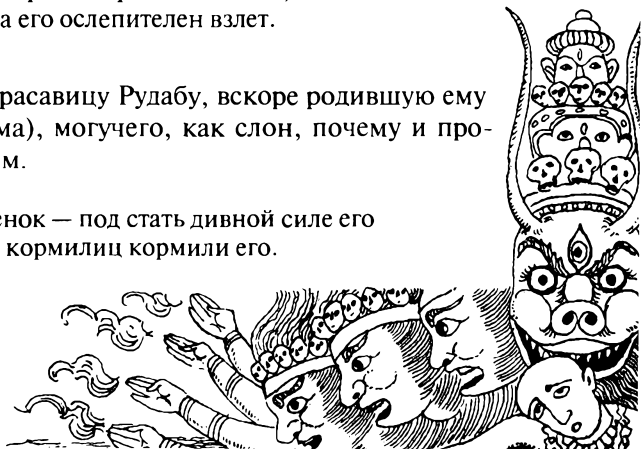 а его ослепителен взлет.
расавицу Рудабу, вскоре родившую ему
ма), могучего, как слон, почему и про-
м.
енок — под стать дивной силе его
кормилиц кормили его.